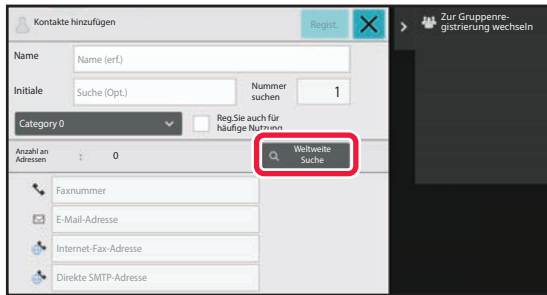 Kontakte hinzufügen
Regist.
Zur Gruppenre-
gistrierung wechseln
Name
Name (erf.)
Initiale
Suche (Opt.)
Nummer
suchen
1
Category 0
Reg.Sie auch für
häufige Nutzung
Anzahl an
Adressen
:
0
Weltweite
Suche
Faxnummer
E-Mail-Adresse
Internet-Fax-Adresse
Direkte SMTP-Adresse